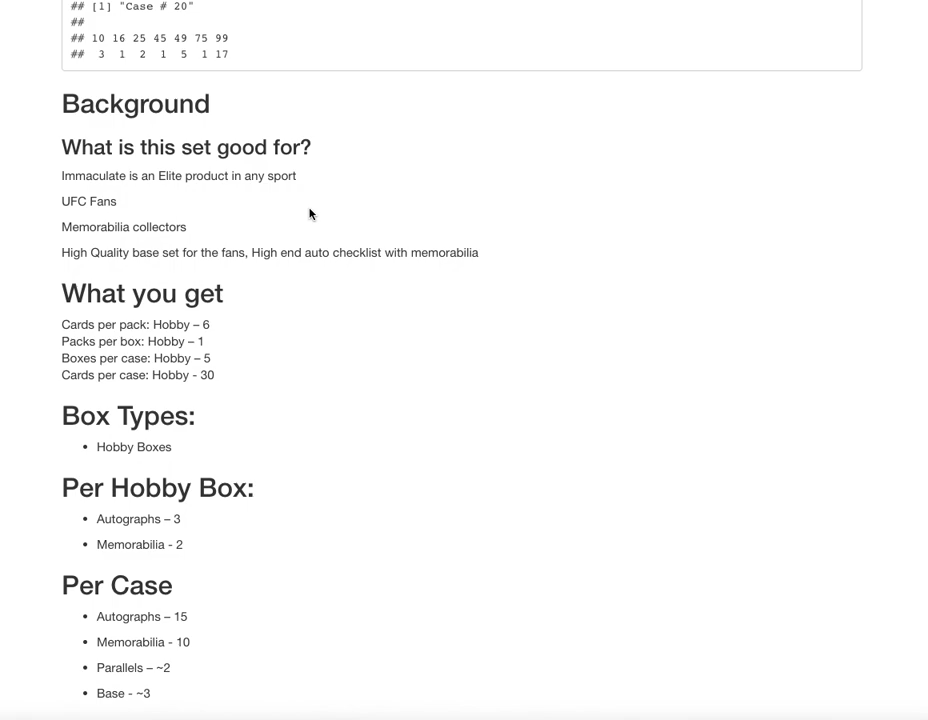 ## [1] "Case # 20"
##
## 10 16 25 45 49 75 99
##  3  1  2  1  5  1 17
Background
What is this set good for?
Immaculate is an Elite product in any sport
UFC Fans
Memorabilia collectors
High Quality base set for the fans, High end auto checklist with memorabilia
What you get
Cards per pack: Hobby – 6
Packs per box: Hobby – 1
Boxes per case: Hobby – 5
Cards per case: Hobby - 30
Box Types:
• Hobby Boxes
Per Hobby Box:
• Autographs – 3
• Memorabilia - 2
Per Case
• Autographs – 15
• Memorabilia - 10
• Parallels – ~2
• Base - ~3